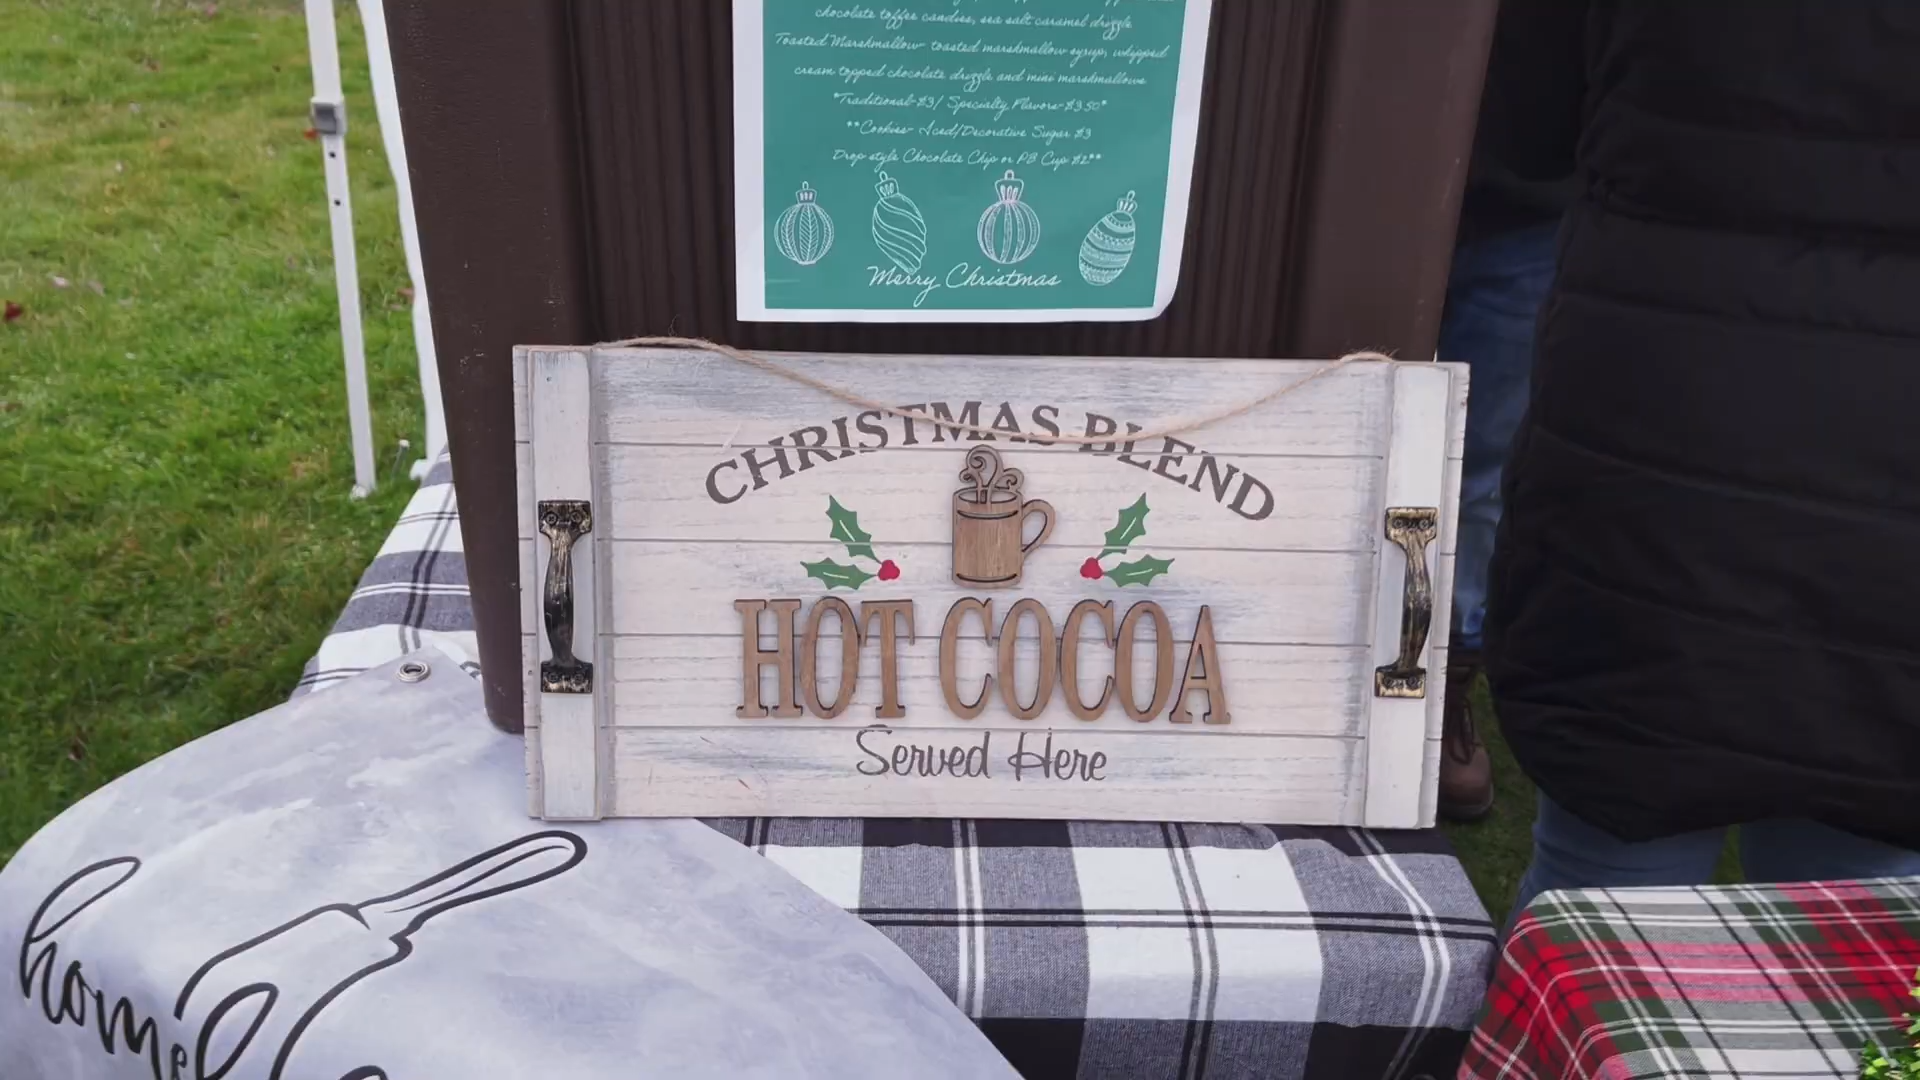 chocolate toffee candies, sea salt caramel drizzle
Toasted Marshmallow- toasted marshmallow syrup, whipped
cream topped chocolate drizzle and mini marshmallows
*Traditional-$3/ Specialty Flavors-$3.50*
**Cookies- Iced/Decorative Sugar $3
Drop style Chocolate Chip or PB Cup $2**
Merry Christmas
CHRISTMAS BLEND
HOT COCOA
Served Here
home